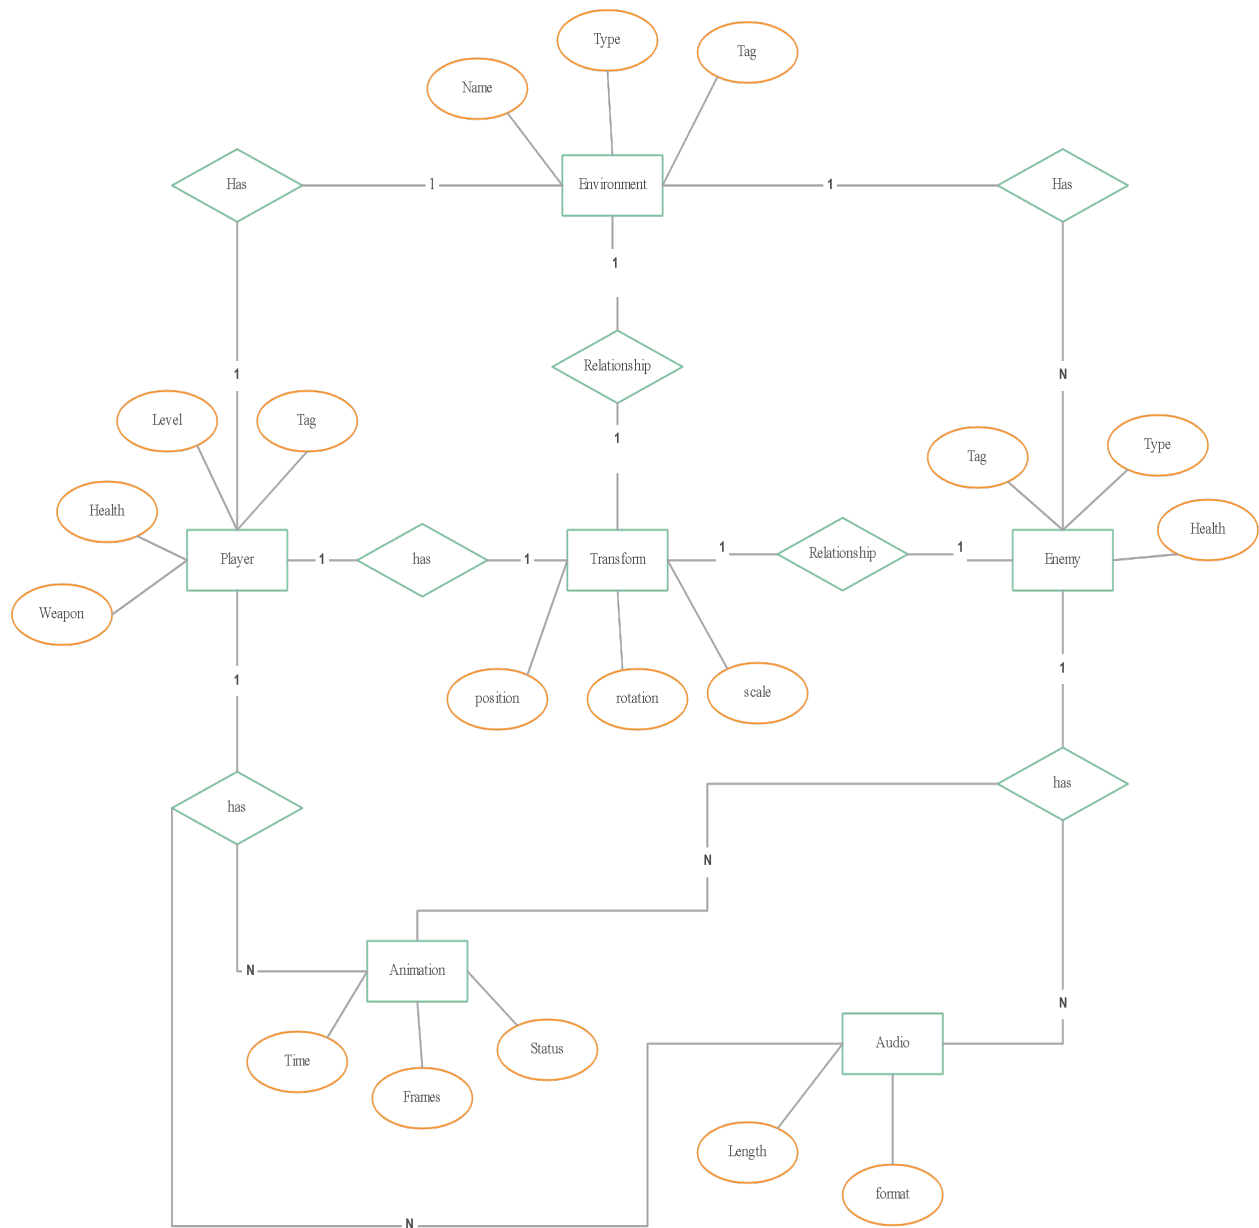 Type
Tag
Name
Has
1
Environment
1
Has
1
Relationship
1
N
1
Level
Tag
Tag
Type
Health
Health
Player
1
has
1
Transform
1
Relationship
1
Enemy
Weapon
1
1
position
rotation
scale
has
has
N
N
Animation
N
Time
Frames
Status
Audio
Length
format
N